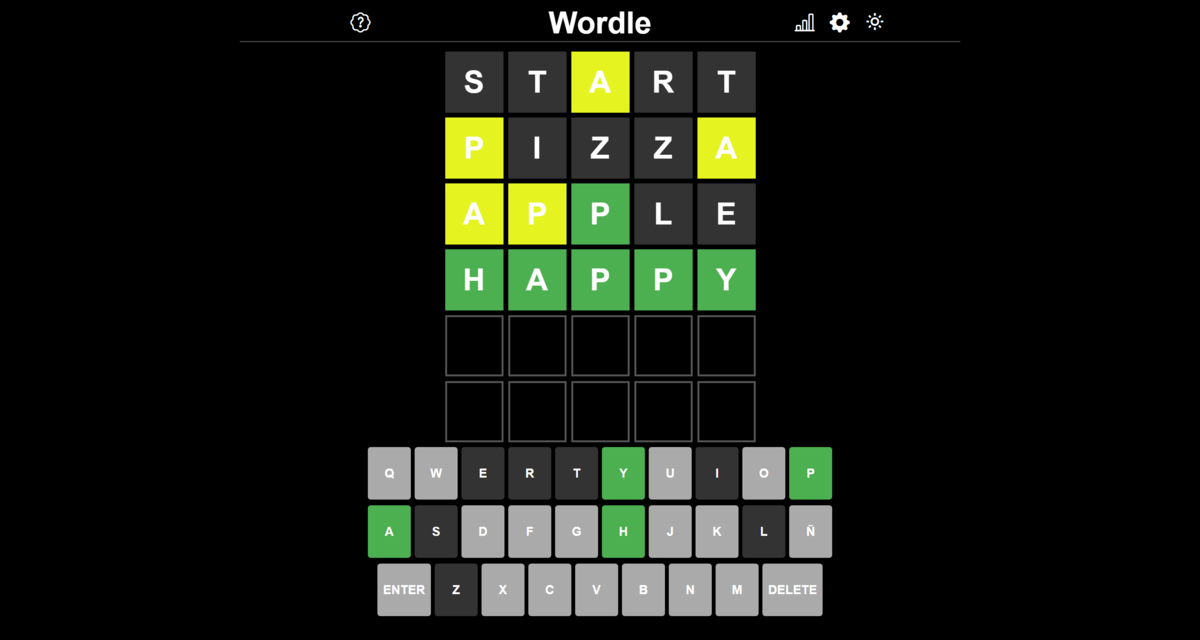 ?
Wordle
S T A R T
P I Z Z A
A P P L E
H A P P Y
Q W E R T Y U I O P
A S D F G H J K L Ñ
ENTER Z X C V B N M DELETE